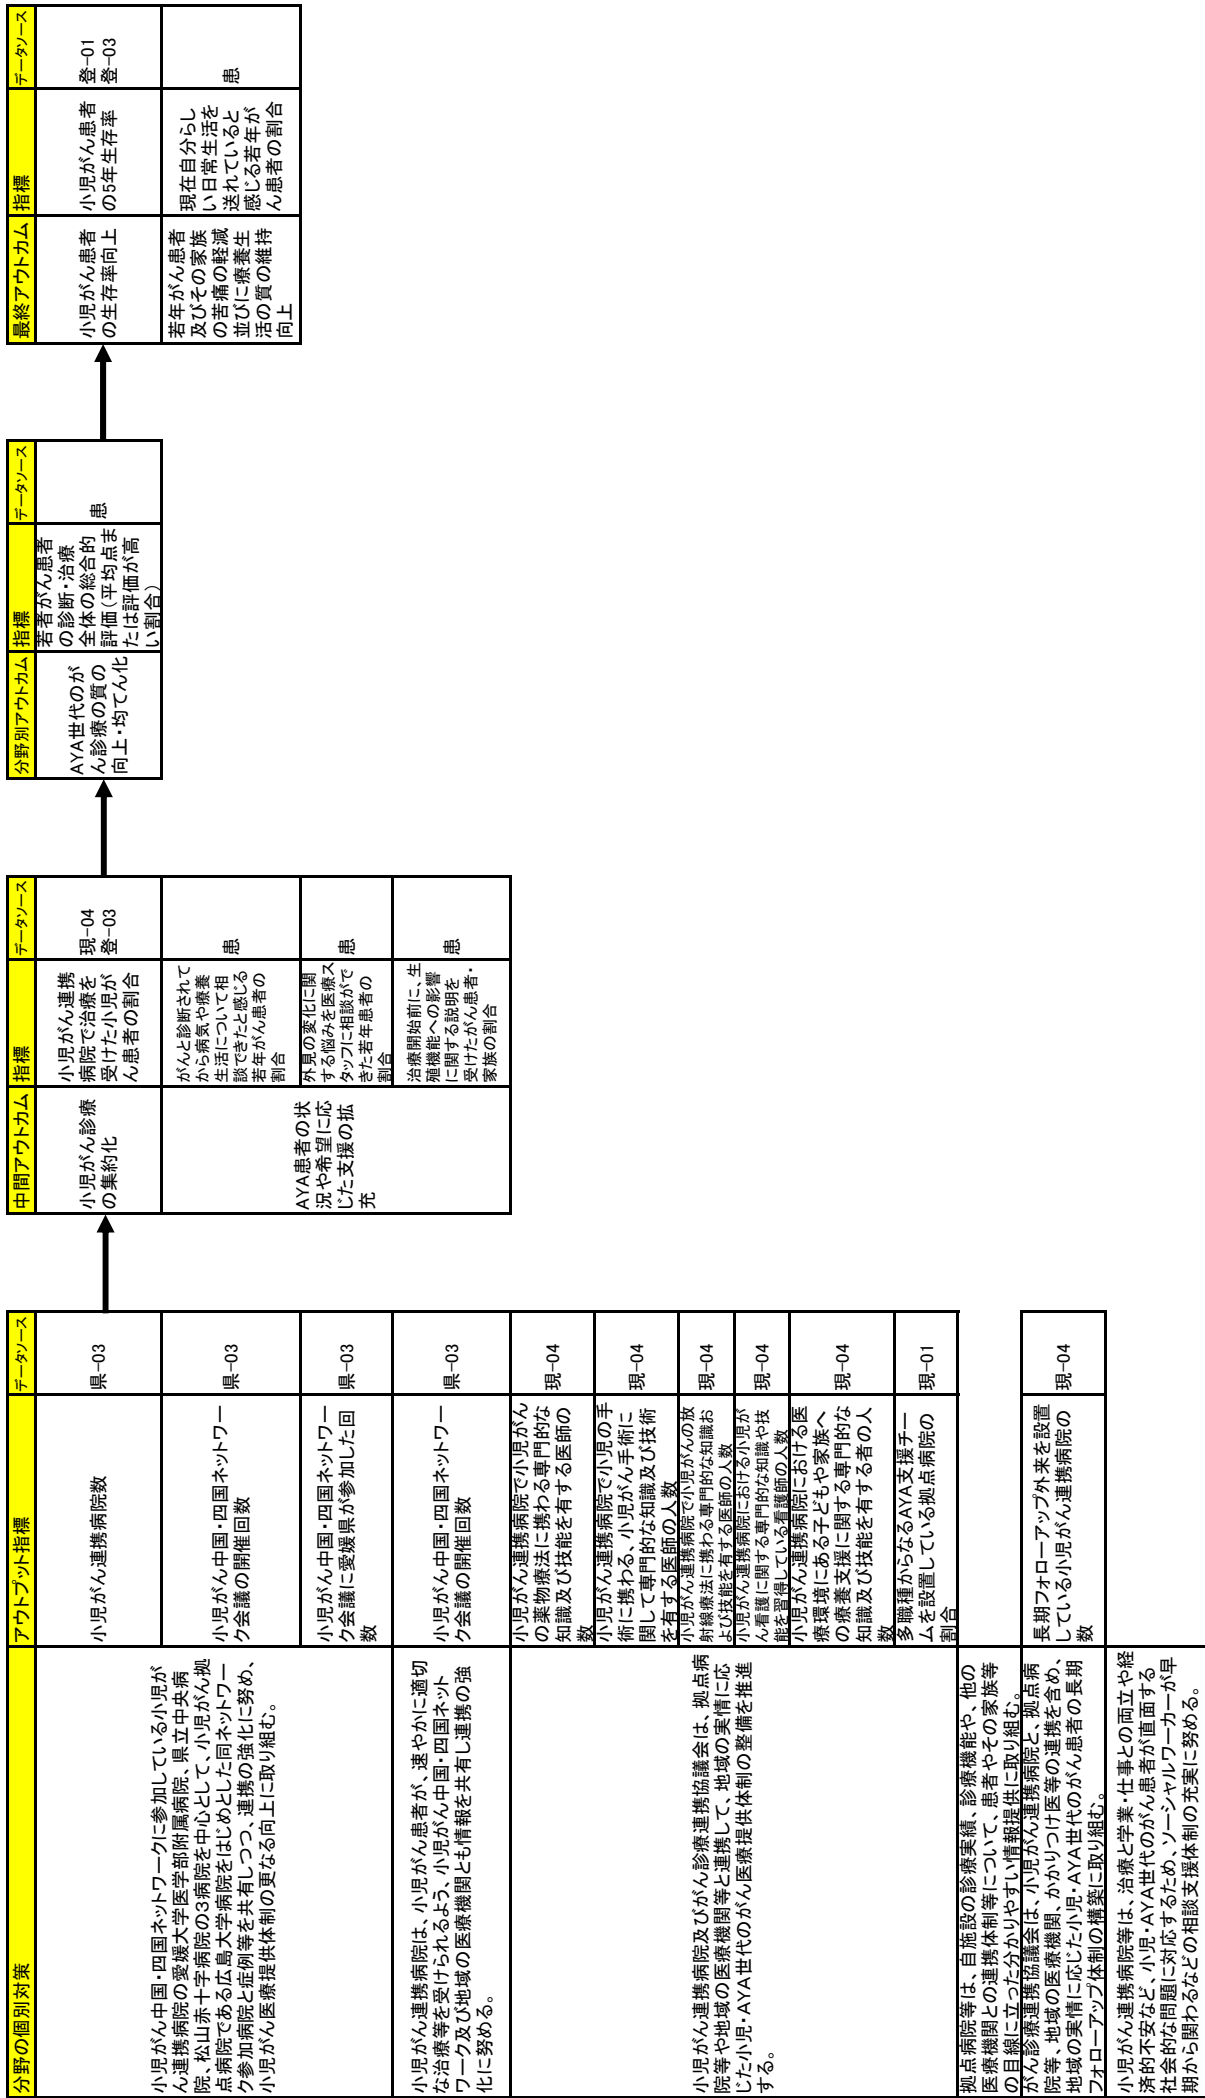 分野の個別対策
小児がん中国・四国ネットワークに参加している小児が
ん連携病院の愛媛大学医学部附属病院、県立中央病
院、松山赤十字病院の3病院を中心として、小児がん拠
点病院である広島大学病院をはじめとした同ネットワー
ク参加病院と症例等を共有しつつ、連携の強化に努め、
小児がん医療提供体制の更なる向上に取り組む。
小児がん連携病院は、小児がん患者が、速やかに適切
な治療等を受けられるよう、小児がん中国・四国ネット
ワーク及び地域の医療機関とも情報を共有し連携の強
化に努める。
小児がん連携病院及びがん診療連携協議会は、拠点病
院等や地域の医療機関等と連携して、地域の実情に応
じた小児・AYA世代のがん医療提供体制の整備を推進
する。
拠点病院等は、自施設の診療実績、診療機能や、他の
医療機関との連携体制等について、患者やその家族等
の目線に立った分かりやすい情報提供に取り組む。
がん診療連携協議会は、小児がん連携病院と、拠点病
院等、地域の医療機関、かかりつけ医等の連携を含め、
地域の実情に応じた小児・AYA世代のがん患者の長期
フォローアップ体制の構築に取り組む。
小児がん連携病院等は、治療と学業・仕事との両立や経
済的不安など、小児・AYA世代のがん患者が直面する
社会的な問題に対応するため、ソーシャルワーカーが早
期から関わるなどの相談支援体制の充実に努める。
アウトプット指標
データソース
小児がん連携病院数
県-03
小児がん中国・四国ネットワー
ク会議の開催回数
県-03
小児がん中国・四国ネットワー
ク会議に愛媛県が参加した回
数
県-03
小児がん中国・四国ネットワー
ク会議の開催回数
県-03
小児がん連携病院で小児がん
の薬物療法に携わる専門的な
知識及び技能を有する医師の
数
現-04
小児がん連携病院で小児の手
術に携わる、小児がん手術に
関して専門的な知識及び技術
を有する医師の人数
現-04
小児がん連携病院で小児がんの放
射線療法に携わる専門的な知識お
よび技能を有する医師の人数
現-04
小児がん連携病院における小児が
ん看護に関する専門的な知識や技
能を習得している看護師の人数
現-04
小児がん連携病院における医
療環境にある子どもや家族へ
の療養支援に関する専門的な
知識及び技能を有する者の人
数
現-04
多職種からなるAYA支援チー
ムを設置している拠点病院の
割合
現-01
長期フォローアップ外来を設置
している小児がん連携病院の
数
現-04
中間アウトカム
指標
データソース
小児がん診療
の集約化
小児がん連携
病院で治療を
受けた小児が
ん患者の割合
現-04
登-03
AYA患者の状
況や希望に応
じた支援の拡
充
がんと診断されて
から病気や療養
生活について相
談できたと感じる
若年がん患者の
割合
患
外見の変化に関
する悩みを医療ス
タッフに相談がで
きた若年患者の
割合
患
治療開始前に、生
殖機能への影響
に関する説明を
受けたがん患者・
家族の割合
患
分野別アウトカム
指標
データソース
AYA世代のが
ん診療の質の
向上・均てん化
若者がん患者
の診断・治療
全体の総合的
評価（平均点ま
たは評価が高
い割合）
患
最終アウトカム
指標
データソース
小児がん患者
の生存率向上
小児がん患者
の5年生存率
登-01
登-03
若年がん患者
及びその家族
の苦痛の軽減
並びに療養生
活の質の維持
向上
現在自分らし
い日常生活を
送れていると
感じる若年が
ん患者の割合
患